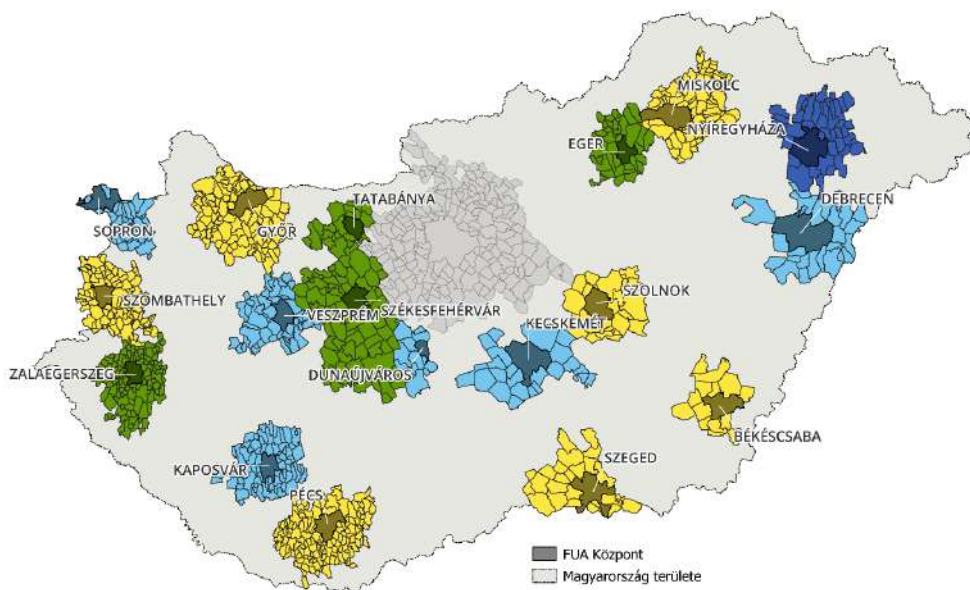 MISKOLC
NYÍREGYHÁZA
EGER
DEBRECEN
TATABÁNYA
SOPRON
GYŐR
SZOMBATHELY
VESZPRÉM
SZÉKESFEHÉRVÁR
SZOLNOK
KECSKEMÉT
ZALAEGERSZEG
DUNAÚJVÁROS
BÉKÉSCSABA
KAPOSVÁR
SZEGED
PÉCS
FUA Központ
Magyarország területe